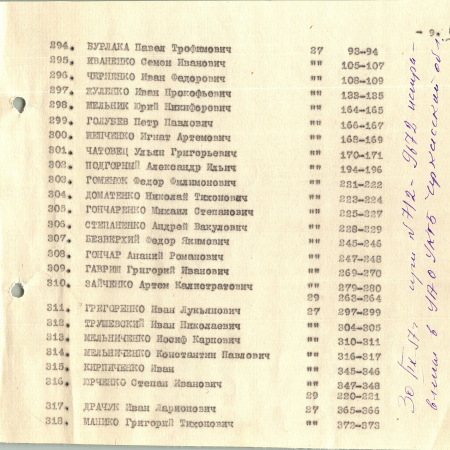 - 9 -
294. БУРЛАКА Павел Трофимович 27 93-94
295. ИВАНЕНКО Семен Иванович "" 105-107
296. ЧЕРНЕНКО Иван Федорович "" 108-109
297. Иван Прокофьевич "" 133-135
298. МЕЛЬНИК Юрий Никифорович "" 164-165
299. ГОЛУБЕВ Петр Павлович "" 166-167
300. Игнат Артемович "" 168-169
301. ЧАТОВЕЦ Ульян Григорьевич "" 170-171
302. ПОДГОРНЫЙ Александр Ильич "" 194-196
303. ГОМЕНЮК Федор Филимонович "" 221-222
304. ДОМАТЕНКО Николай Тихонович "" 223-224
305. ГОНЧАРЕНКО Михаил Степанович "" 225-227
306. СТЕПАНЕНКО Андрей Вакулович "" 228-229
307. БЕЗВЕРХИЙ Федор Якимович "" 245-246
308. ГОНЧАР Ананий Романович "" 247-248
309. ГАВРИШ Григорий Иванович "" 269-270
310. ЗАЙЧЕНКО Артем Калистратович "" 279-280
29 263-264
311. ГРИГОРЕНКО Иван Лукьянович 27 297-299
312. ТРУШЕВСКИЙ Иван Николаевич "" 304-305
313. МЕЛЬНИЧЕНКО Иосиф Карпович "" 310-311
314. МЕЛЬНИЧЕНКО Константин Павлович "" 316-317
315. КИРПИЧЕНКО Иван "" 345-346
316. ЮРЧЕНКО Степан Иванович "" 347-348
29 220-221
317. ДРАЧУК Иван Ларионович 27 365-366
318. МАНИКО Григорий Тихонович "" 372-373